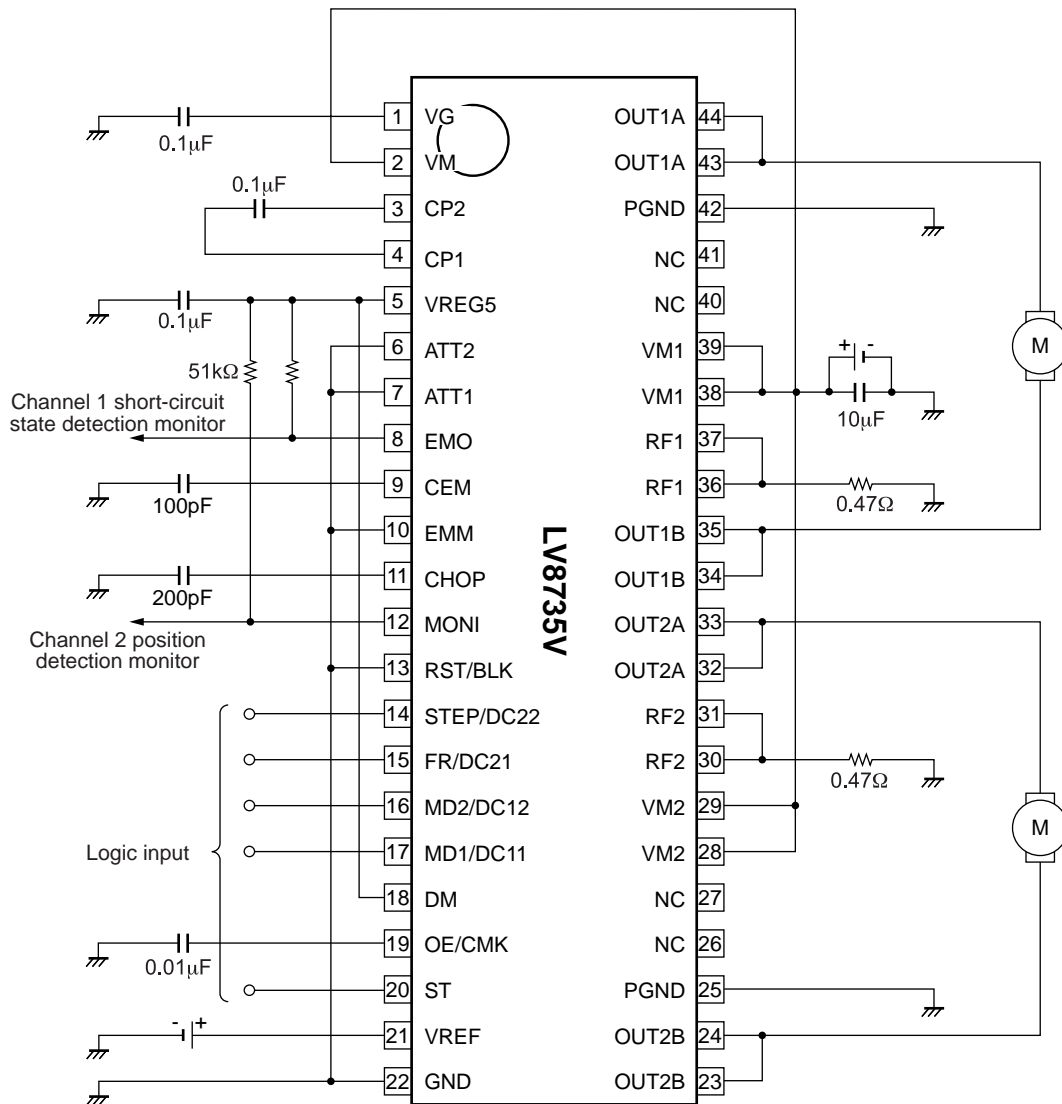 1 VG OUT1A 44
0.1μF
2 VM OUT1A 43
0.1μF
3 CP2 PGND 42
4 CP1 NC 41
5 VREG5 NC 40
0.1μF
6 ATT2 VM1 39
+ -
51kΩ
7 ATT1 VM1 38
10μF
M
Channel 1 short-circuit
state detection monitor
8 EMO RF1 37
9 CEM RF1 36
100pF
0.47Ω
10 EMM OUT1B 35
11 CHOP OUT1B 34
200pF
LV8735V
12 MONI OUT2A 33
Channel 2 position
detection monitor
13 RST/BLK OUT2A 32
14 STEP/DC22 RF2 31
15 FR/DC21 RF2 30
0.47Ω
16 MD2/DC12 VM2 29
M
Logic input
17 MD1/DC11 VM2 28
18 DM NC 27
19 OE/CMK NC 26
0.01μF
20 ST PGND 25
- +
21 VREF OUT2B 24
22 GND OUT2B 23